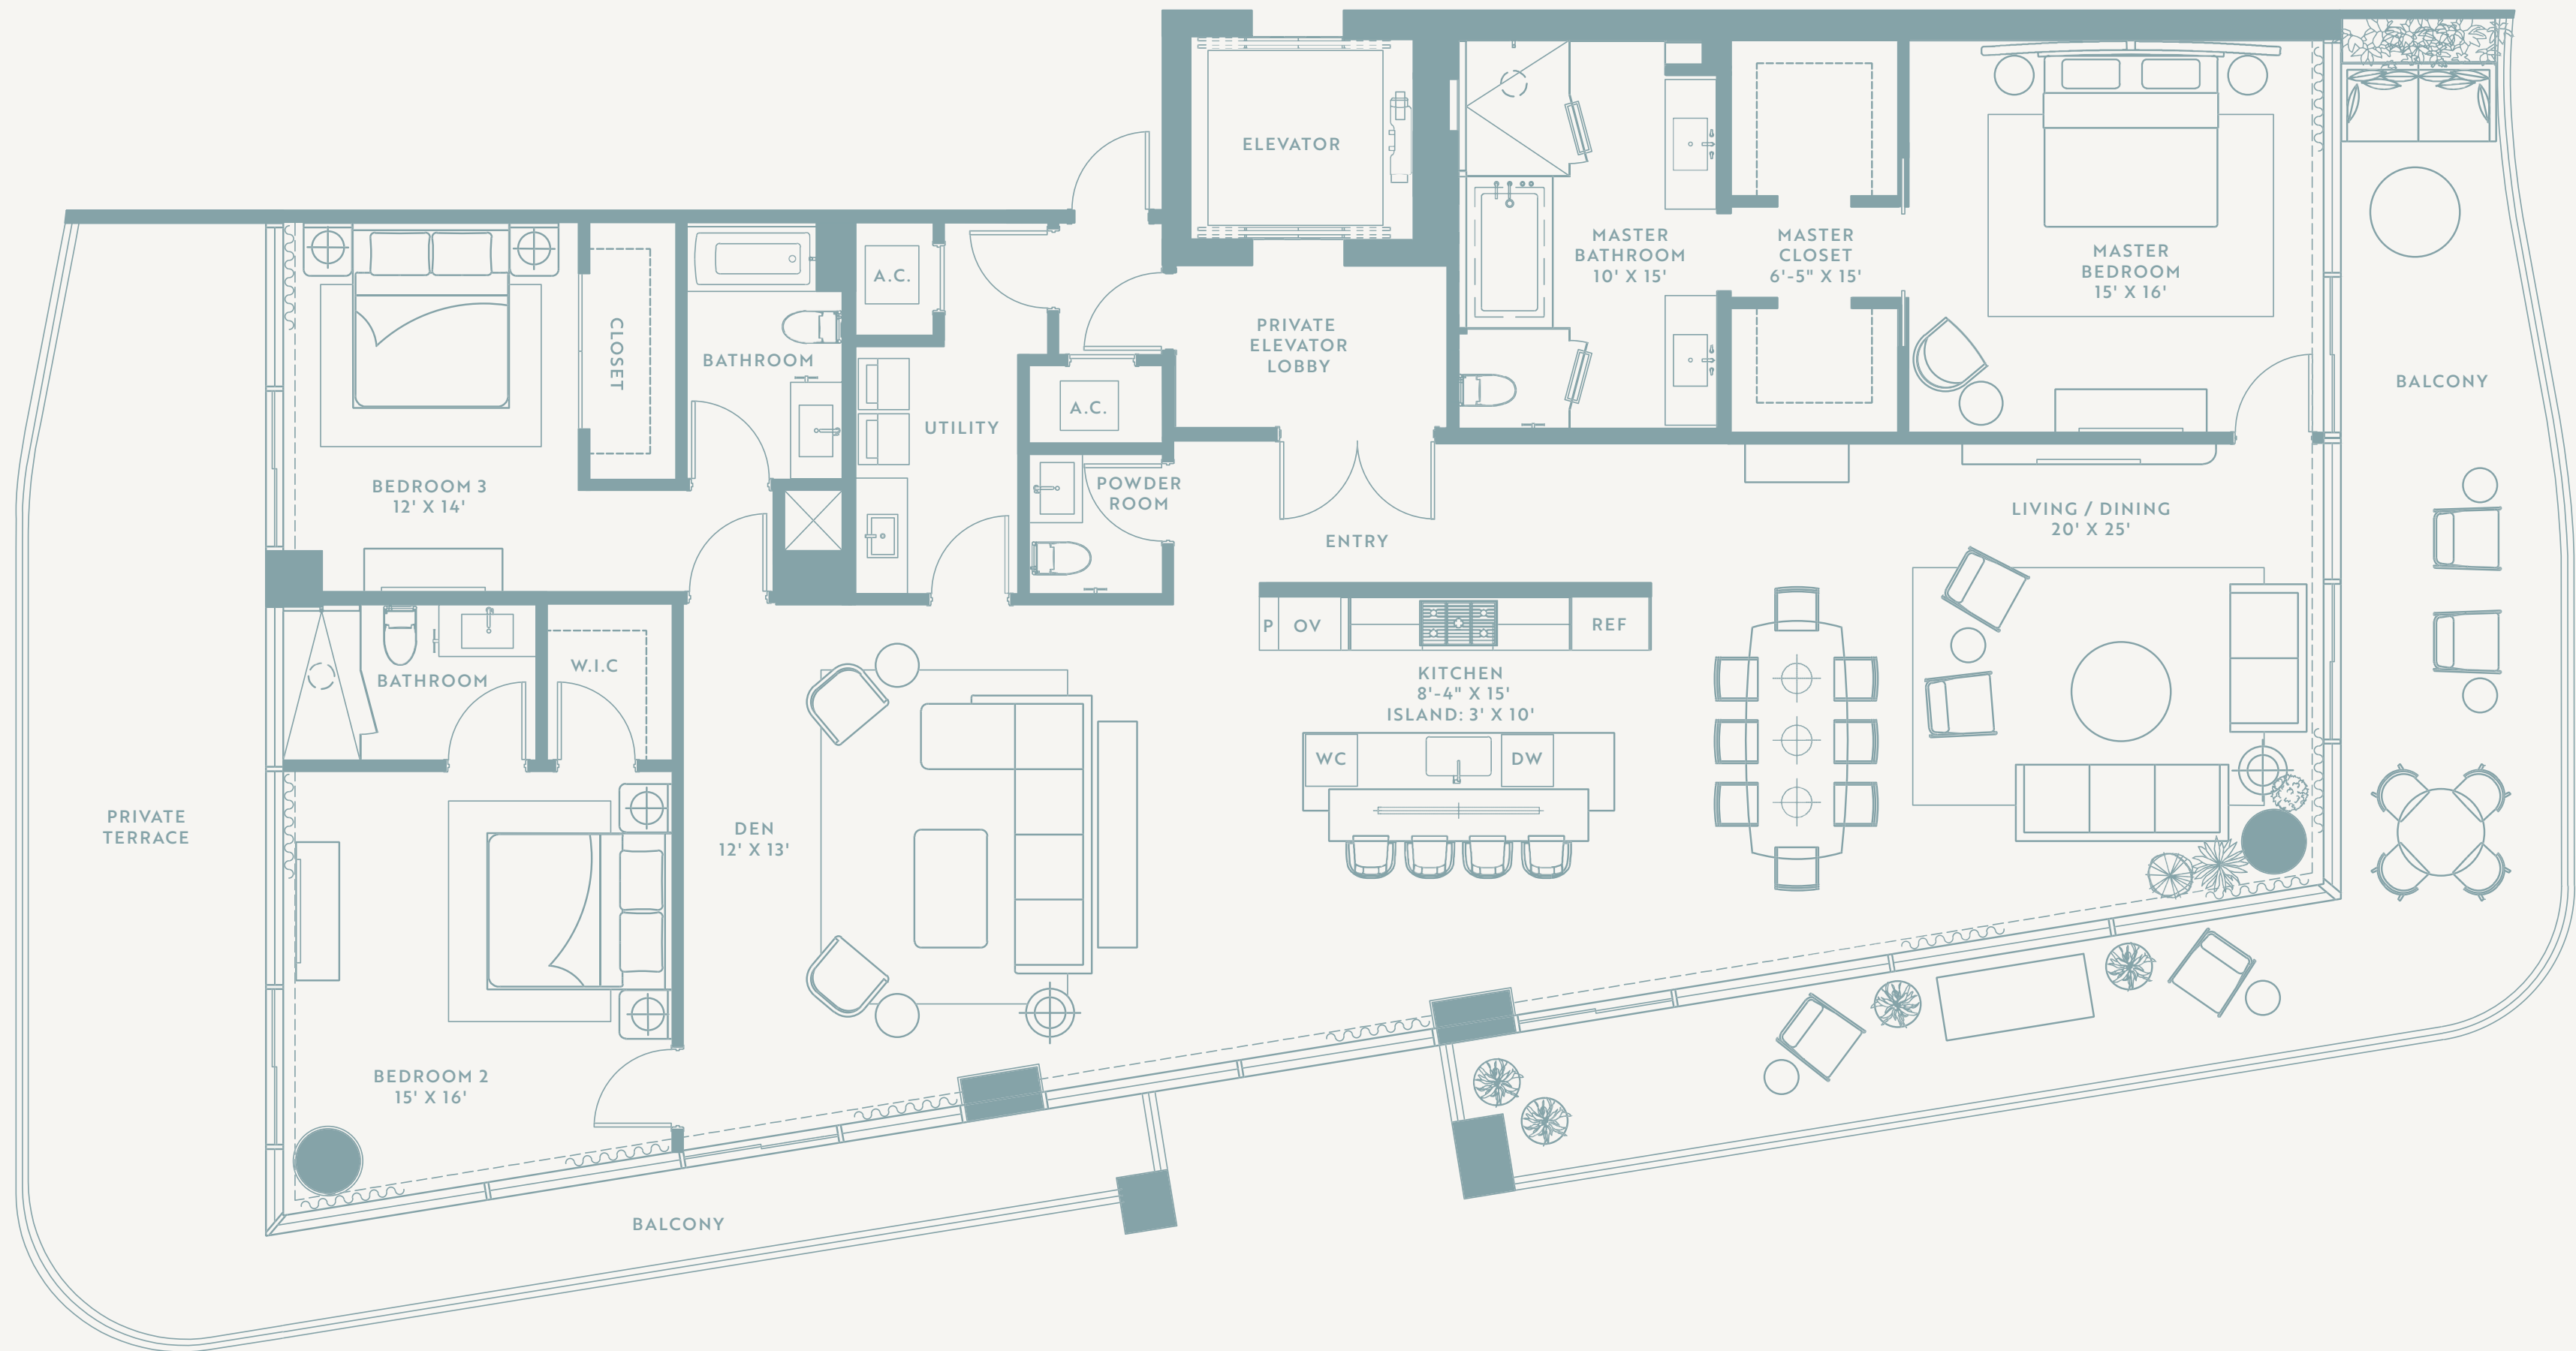 ELEVATOR
MASTER
BATHROOM
10' X 15'
MASTER
CLOSET
6'-5" X 15'
MASTER
BEDROOM
15' X 16'
A.C.
CLOSET
BATHROOM
PRIVATE
ELEVATOR
LOBBY
BALCONY
A.C.
UTILITY
BEDROOM 3
12' X 14'
POWDER
ROOM
ENTRY
LIVING / DINING
20' X 25'
P
OV
REF
BATHROOM
W.I.C
KITCHEN
8'-4" X 15'
ISLAND: 3' X 10'
WC
DW
PRIVATE
TERRACE
DEN
12' X 13'
BEDROOM 2
15' X 16'
BALCONY